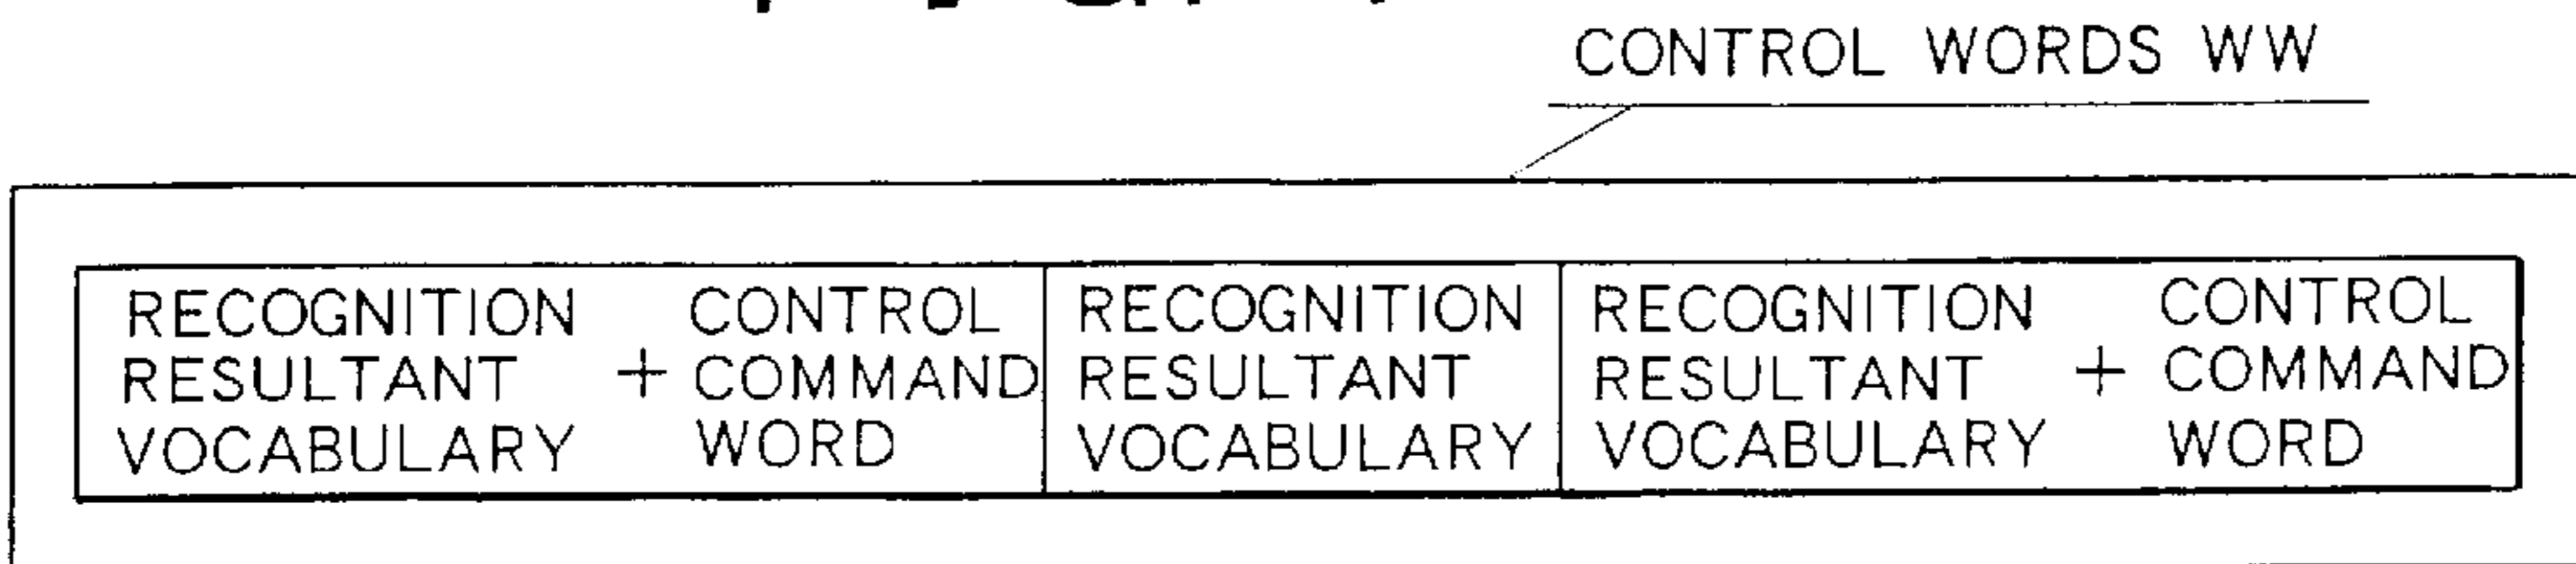 CONTROL WORDS WW
RECOGNITION CONTROL RECOGNITION RECOGNITION CONTROL
RESULTANT + COMMAND RESULTANT RESULTANT + COMMAND
VOCABULARY WORD VOCABULARY VOCABULARY WORD